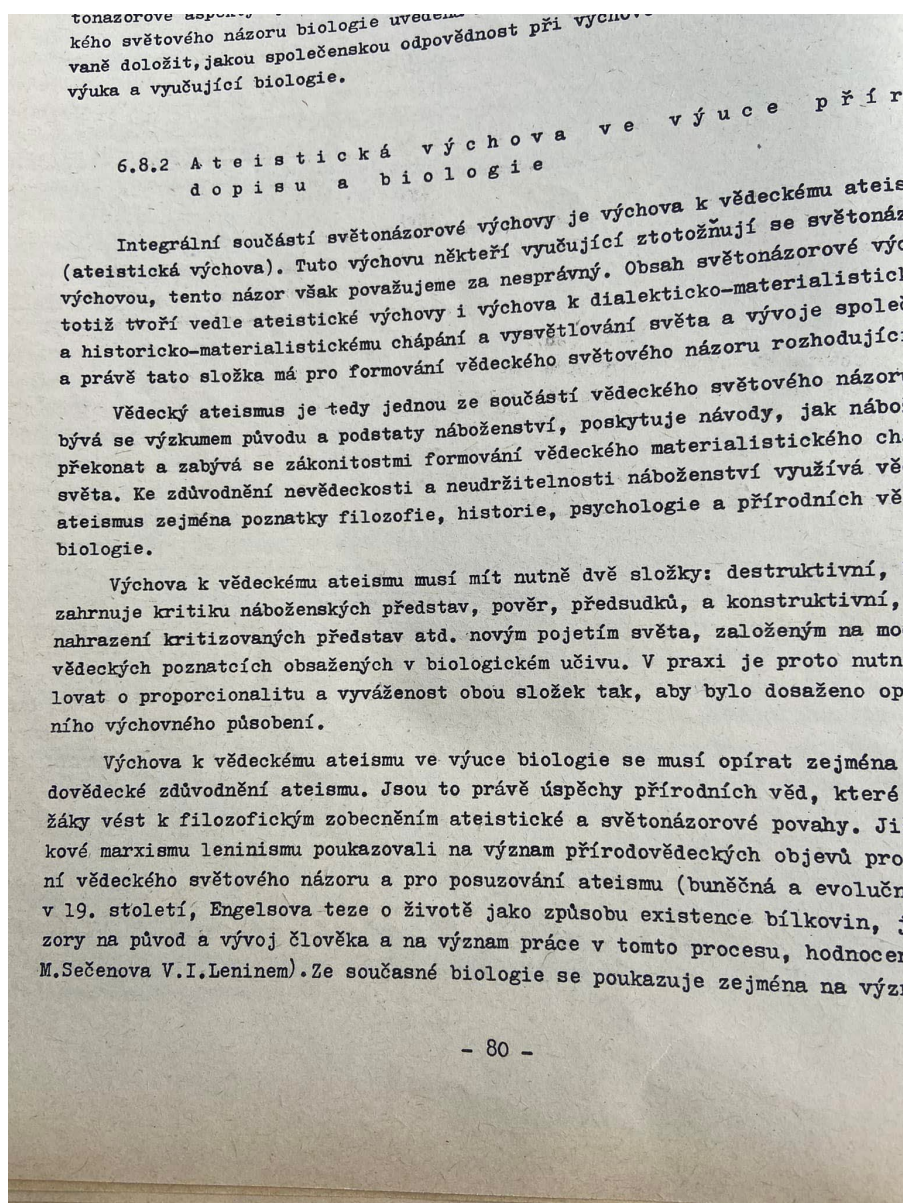 kého světového názoru biologie uvedena
vaně doložit,jakou společenskou odpovědnost při
výuka a vyučující biologie.
6.8.2 A t e i s t i c k á v ý c h o v a v e v ý u c e p ř í r
d o p i s u a b i o l o g i e
Integrální součástí světonázorové výchovy je výchova k vědeckému ateis
(ateistická výchova). Tuto výchovu někteří vyučující ztotožňují se světonáz
výchovou, tento názor však považujeme za nesprávný. Obsah světonázorové výc
totiž tvoří vedle ateistické výchovy i výchova k dialekticko-materialistick
a historicko-materialistickému chápání a vysvětlování světa a vývoje společ
a právě tato složka má pro formování vědeckého světového názoru rozhodující
Vědecký ateismus je tedy jednou ze součástí vědeckého světového názoru
bývá se výzkumem původu a podstaty náboženství, poskytuje návody, jak nábo
překonat a zabývá se zákonitostmi formování vědeckého materialistického ch
světa. Ke zdůvodnění nevědeckosti a neudržitelnosti náboženství využívá vě
ateismus zejména poznatky filozofie, historie, psychologie a přírodních vě
biologie.
Výchova k vědeckému ateismu musí mít nutně dvě složky: destruktivní,
zahrnuje kritiku náboženských představ, pověr, předsudků, a konstruktivní,
nahrazení kritizovaných představ atd. novým pojetím světa, založeným na mo
vědeckých poznatcích obsažených v biologickém učivu. V praxi je proto nutn
lovat o proporcionalitu a vyváženost obou složek tak, aby bylo dosaženo op
ního výchovného působení.
Výchova k vědeckému ateismu ve výuce biologie se musí opírat zejména
dovědecké zdůvodnění ateismu. Jsou to právě úspěchy přírodních věd, které
žáky vést k filozofickým zobecněním ateistické a světonázorové povahy. Ji
kové marxismu leninismu poukazovali na význam přírodovědeckých objevů pro
ní vědeckého světového názoru a pro posuzování ateismu (buněčná a evolučn
v 19. století, Engelsova teze o životě jako způsobu existence bílkovin, j
zory na původ a vývoj člověka a na význam práce v tomto procesu, hodnocen
M.Sečenova V.I.Leninem).Ze současné biologie se poukazuje zejména na význ
- 80 -